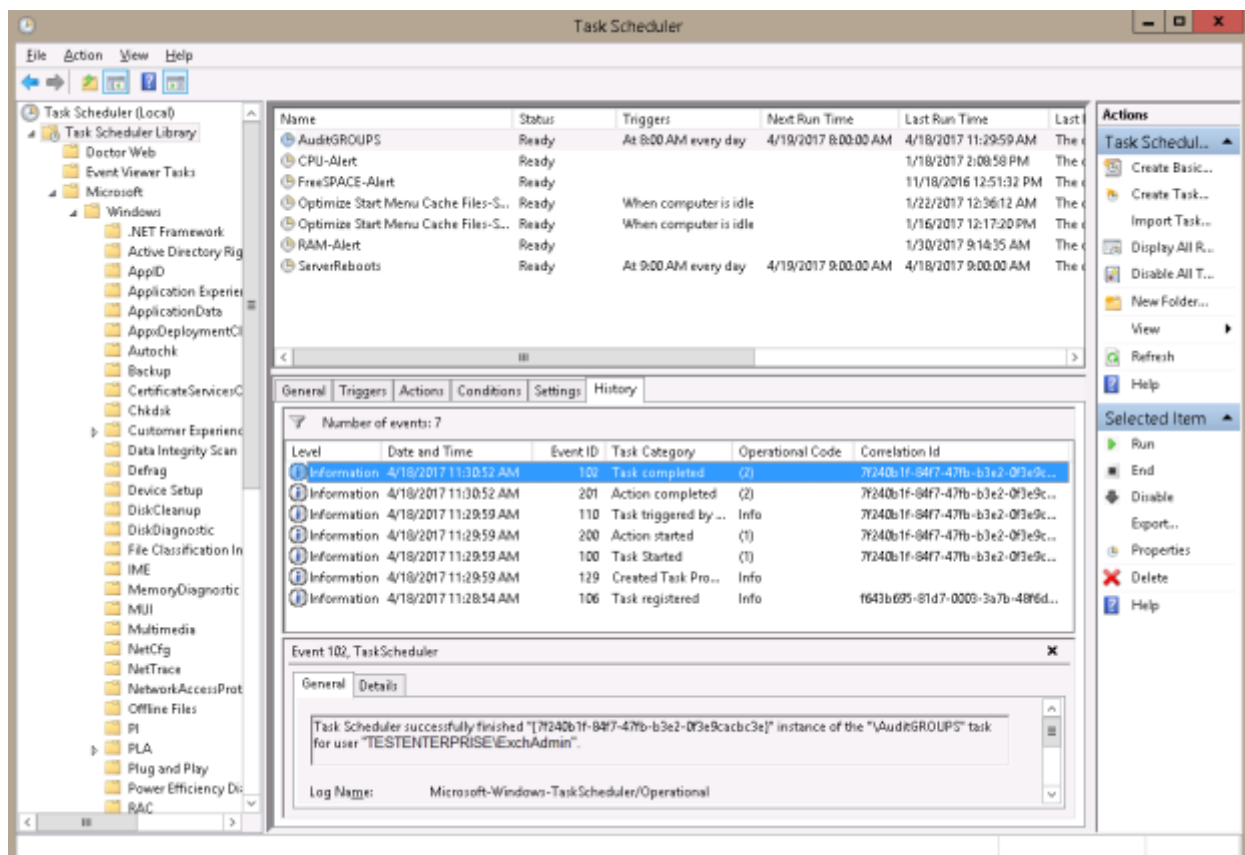 Task Scheduler
File Action View Help
Task Scheduler (Local)
Task Scheduler Library
Doctor Web
Event Viewer Tasks
Microsoft
Windows
.NET Framework
Active Directory Rig
AppID
Application Experien
ApplicationData
AppxDeploymentCl
Autochk
Backup
CertificateServicesC
Chkdsk
Customer Experienc
Data Integrity Scan
Defrag
Device Setup
DiskCleanup
DiskDiagnostic
File Classification In
IME
MemoryDiagnostic
MUI
Multimedia
NetCfg
NetTrace
NetworkAccessProt
Offline Files
PI
PLA
Plug and Play
Power Efficiency Di
RAC
Name Status Triggers Next Run Time Last Run Time Last
AuditGROUPS Ready At 8:00 AM every day 4/19/2017 8:00:00 AM 4/18/2017 11:29:59 AM The
CPU-Alert Ready 1/18/2017 2:08:58 PM The
FreeSPACE-Alert Ready 11/18/2016 12:51:32 PM The
Optimize Start Menu Cache Files-S... Ready When computer is idle 1/22/2017 12:36:12 AM The
Optimize Start Menu Cache Files-S... Ready When computer is idle 1/16/2017 12:17:20 PM The
RAM-Alert Ready 1/30/2017 9:14:35 AM The
ServerReboots Ready At 9:00 AM every day 4/19/2017 9:00:00 AM 4/18/2017 9:00:00 AM The
General Triggers Actions Conditions Settings History
Number of events: 7
Level Date and Time Event ID Task Category Operational Code Correlation Id
Information 4/18/2017 11:30:52 AM 102 Task completed (2) 7f240b1f-84f7-47fb-b3e2-0f3e9c...
Information 4/18/2017 11:30:52 AM 201 Action completed (2) 7f240b1f-84f7-47fb-b3e2-0f3e9c...
Information 4/18/2017 11:29:59 AM 110 Task triggered by ... Info 7f240b1f-84f7-47fb-b3e2-0f3e9c...
Information 4/18/2017 11:29:59 AM 200 Action started (1) 7f240b1f-84f7-47fb-b3e2-0f3e9c...
Information 4/18/2017 11:29:59 AM 100 Task Started (1) 7f240b1f-84f7-47fb-b3e2-0f3e9c...
Information 4/18/2017 11:29:59 AM 129 Created Task Pro... Info
Information 4/18/2017 11:28:54 AM 106 Task registered Info f643b695-81d7-0003-3a7b-48f6d...
Event 102, TaskScheduler
General Details
Task Scheduler successfully finished "{7f240b1f-84f7-47fb-b3e2-0f3e9cacbc3e}" instance of the "\AuditGROUPS" task
for user "TESTENTERPRISE\ExchAdmin".
Log Name: Microsoft-Windows-TaskScheduler/Operational
Actions
Task Schedul...
Create Basic...
Create Task...
Import Task...
Display All R...
Disable All T...
New Folder...
View
Refresh
Help
Selected Item
Run
End
Disable
Export...
Properties
Delete
Help